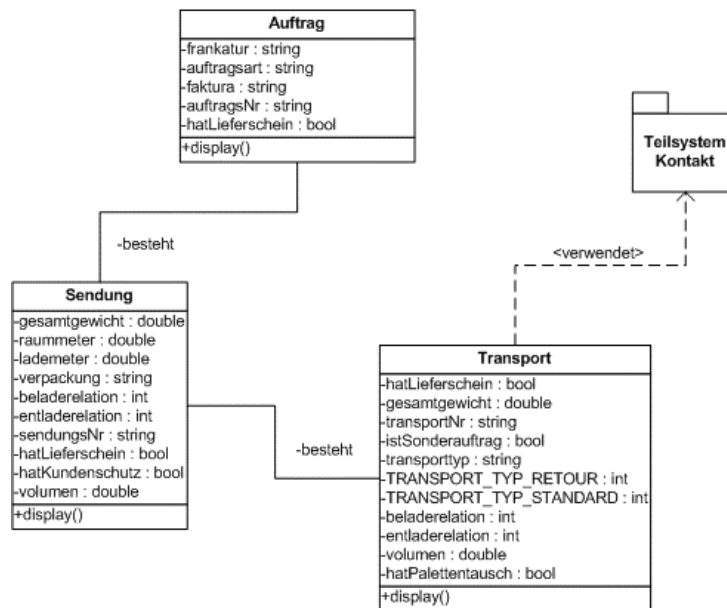 Auftrag
-frankatur : string
-auftragsart : string
-faktura : string
-auftragsNr : string
-hatLieferschein : bool
+display()
Teilsystem
Kontakt
-besteht
<verwendet>
Sendung
-gesamtgewicht : double
-raummeter : double
-lademeter : double
-verpackung : string
-beladerelation : int
-entladerelation : int
-sendungsNr : string
-hatLieferschein : bool
-hatKundenschutz : bool
-volumen : double
+display()
-besteht
Transport
-hatLieferschein : bool
-gesamtgewicht : double
-transportNr : string
-istSonderauftrag : bool
-transporttyp : string
-TRANSPORT_TYP_RETOUR : int
-TRANSPORT_TYP_STANDARD : int
-beladerelation : int
-entladerelation : int
-volumen : double
-hatPalettentausch : bool
+display()